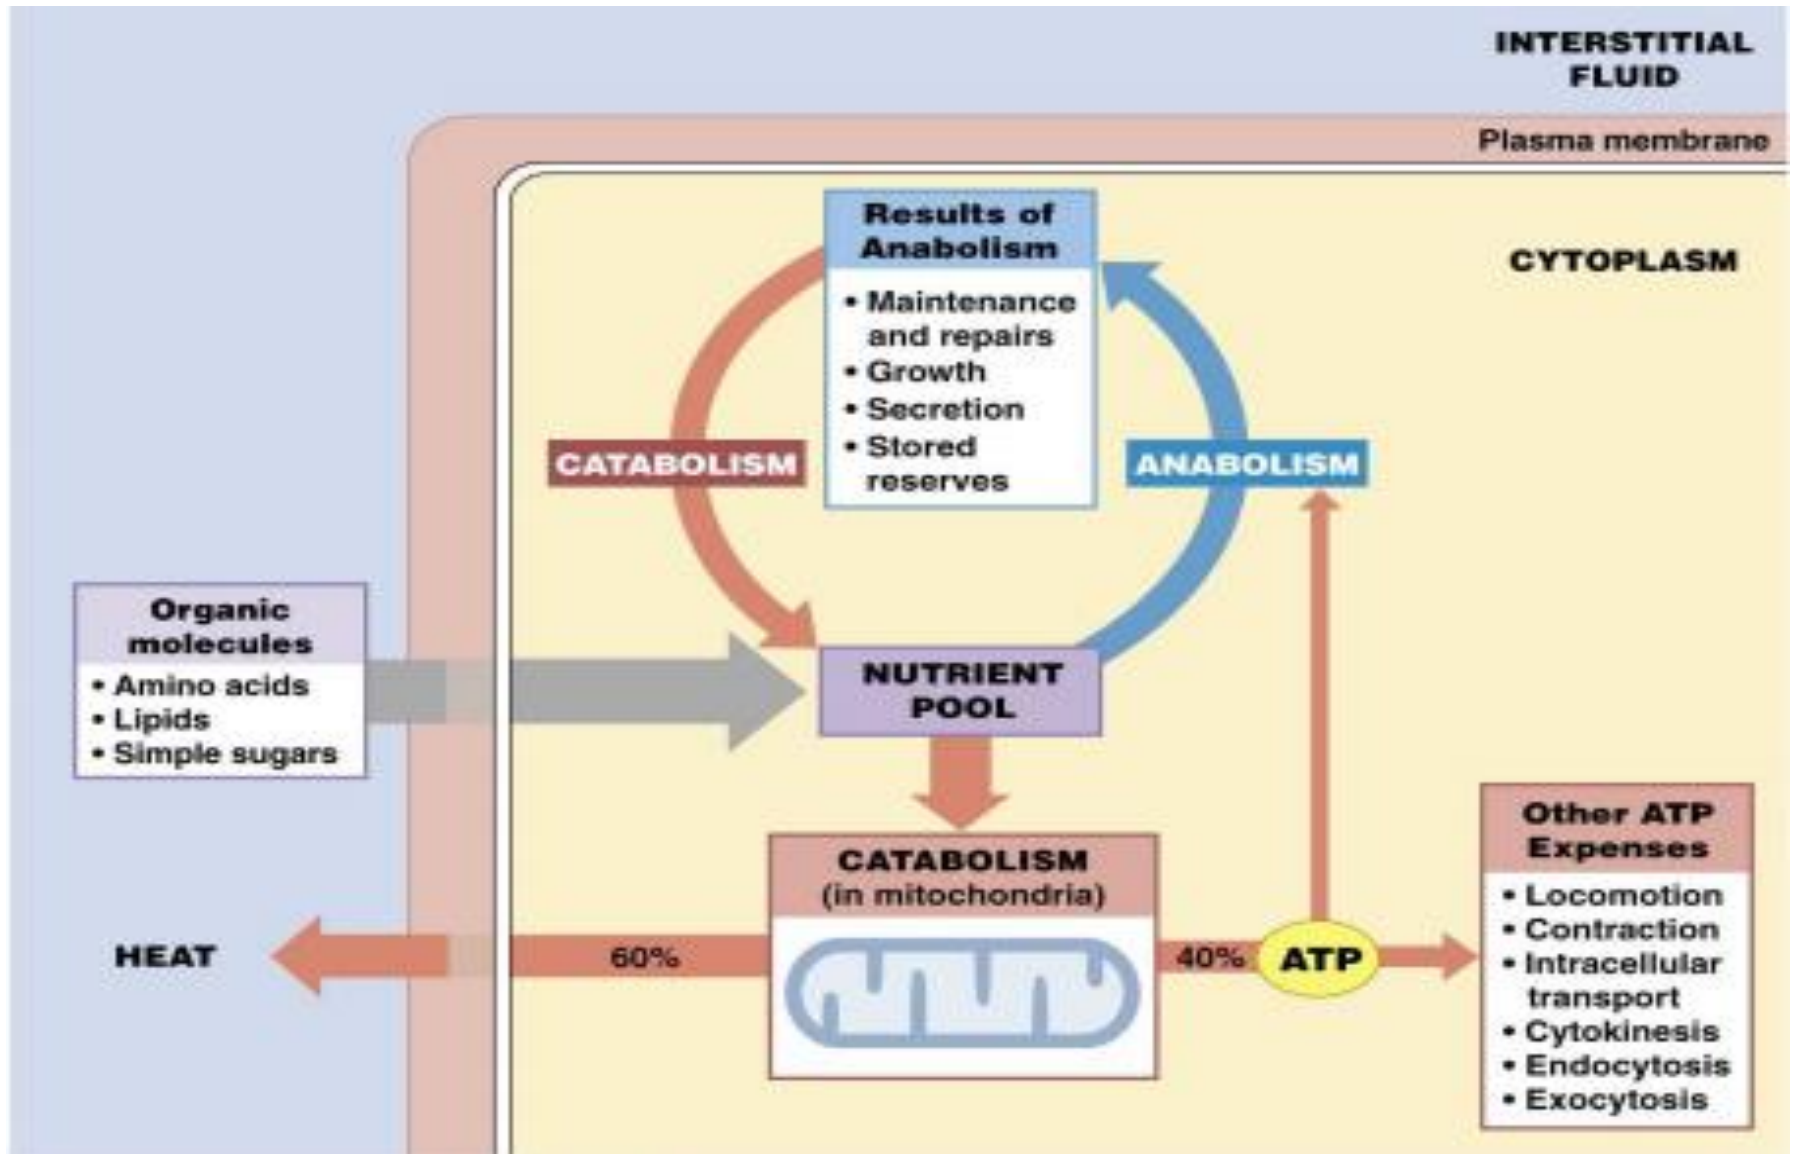 INTERSTITIAL
FLUID
Plasma membrane
CYTOPLASM
Results of
Anabolism
• Maintenance
and repairs
• Growth
• Secretion
• Stored
reserves
CATABOLISM
ANABOLISM
Organic
molecules
• Amino acids
• Lipids
• Simple sugars
NUTRIENT
POOL
CATABOLISM
(in mitochondria)
HEAT
60%
40%
ATP
Other ATP
Expenses
• Locomotion
• Contraction
• Intracellular
transport
• Cytokinesis
• Endocytosis
• Exocytosis